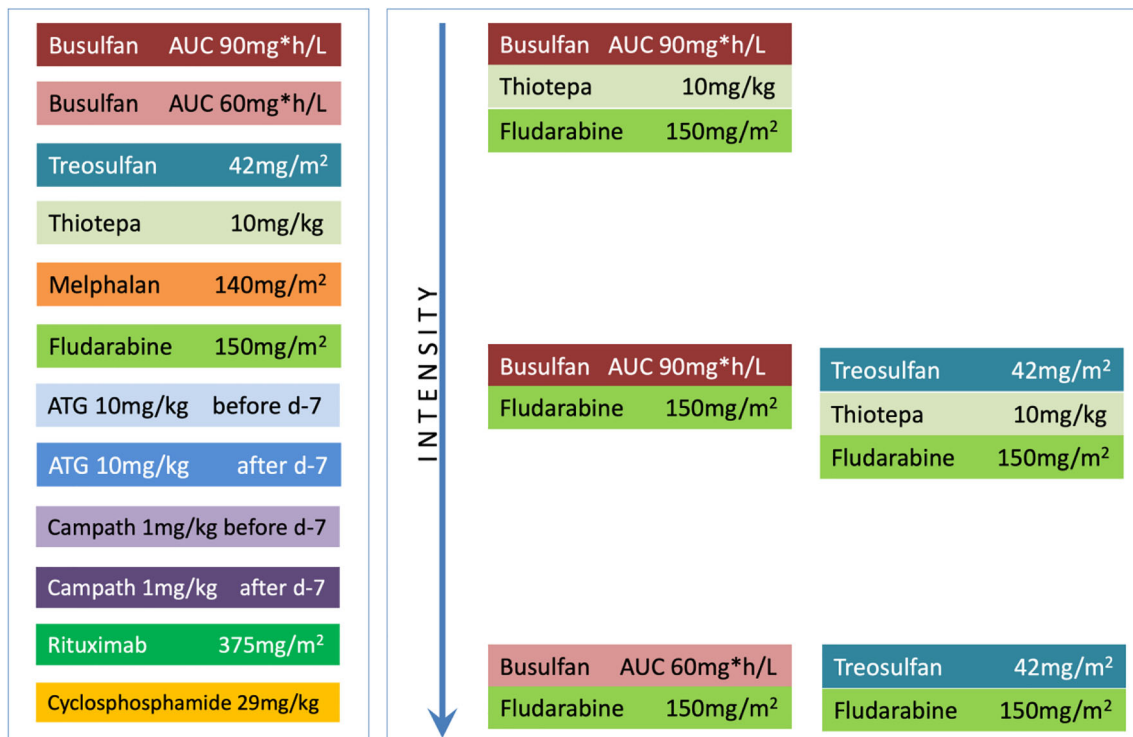 Busulfan AUC 90mg*h/L
Busulfan AUC 60mg*h/L
Treosulfan 42mg/m²
Thiotepa 10mg/kg
Melphalan 140mg/m²
Fludarabine 150mg/m²
ATG 10mg/kg before d-7
ATG 10mg/kg after d-7
Campath 1mg/kg before d-7
Campath 1mg/kg after d-7
Rituximab 375mg/m²
Cyclosphosphamide 29mg/kg
INTENSITY
Busulfan AUC 90mg*h/L
Thiotepa 10mg/kg
Fludarabine 150mg/m²
Busulfan AUC 90mg*h/L
Fludarabine 150mg/m²
Treosulfan 42mg/m²
Thiotepa 10mg/kg
Fludarabine 150mg/m²
Busulfan AUC 60mg*h/L
Fludarabine 150mg/m²
Treosulfan 42mg/m²
Fludarabine 150mg/m²